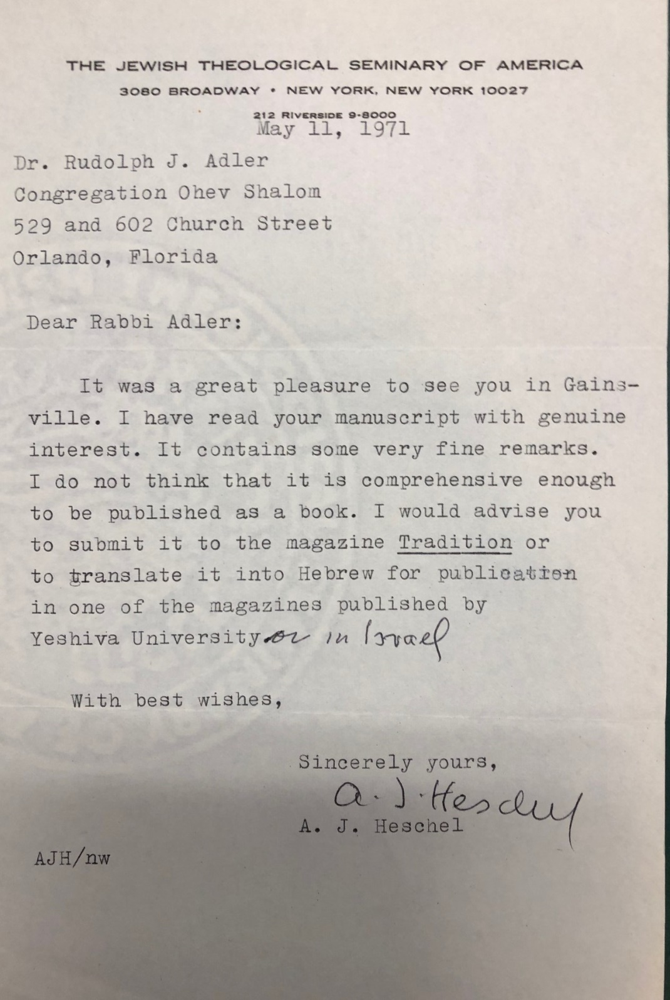 THE JEWISH THEOLOGICAL SEMINARY OF AMERICA
3080 BROADWAY • NEW YORK, NEW YORK 10027
212 RIVERSIDE 9-8000
May 11, 1971
Dr. Rudolph J. Adler
Congregation Ohev Shalom
529 and 602 Church Street
Orlando, Florida
Dear Rabbi Adler:
It was a great pleasure to see you in Gains-
ville. I have read your manuscript with genuine
interest. It contains some very fine remarks.
I do not think that it is comprehensive enough
to be published as a book. I would advise you
to submit it to the magazine Tradition or
to translate it into Hebrew for publication
in one of the magazines published by
Yeshiva University or in Israel
With best wishes,
Sincerely yours,
A. J. Heschel
A. J. Heschel
AJH/nw